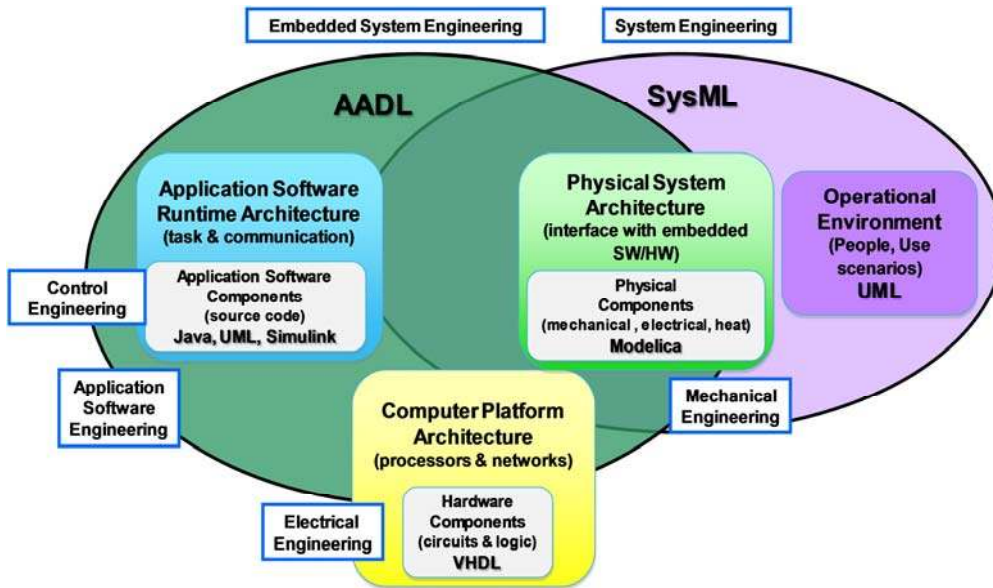 Embedded System Engineering
System Engineering
AADL
SysML
Application Software
Runtime Architecture
(task & communication)
Application Software
Components
(source code)
Java, UML, Simulink
Physical System
Architecture
(interface with embedded
SW/HW)
Physical
Components
(mechanical , electrical, heat)
Modelica
Operational
Environment
(People, Use
scenarios)
UML
Control
Engineering
Application
Software
Engineering
Computer Platform
Architecture
(processors & networks)
Hardware
Components
(circuits & logic)
VHDL
Mechanical
Engineering
Electrical
Engineering